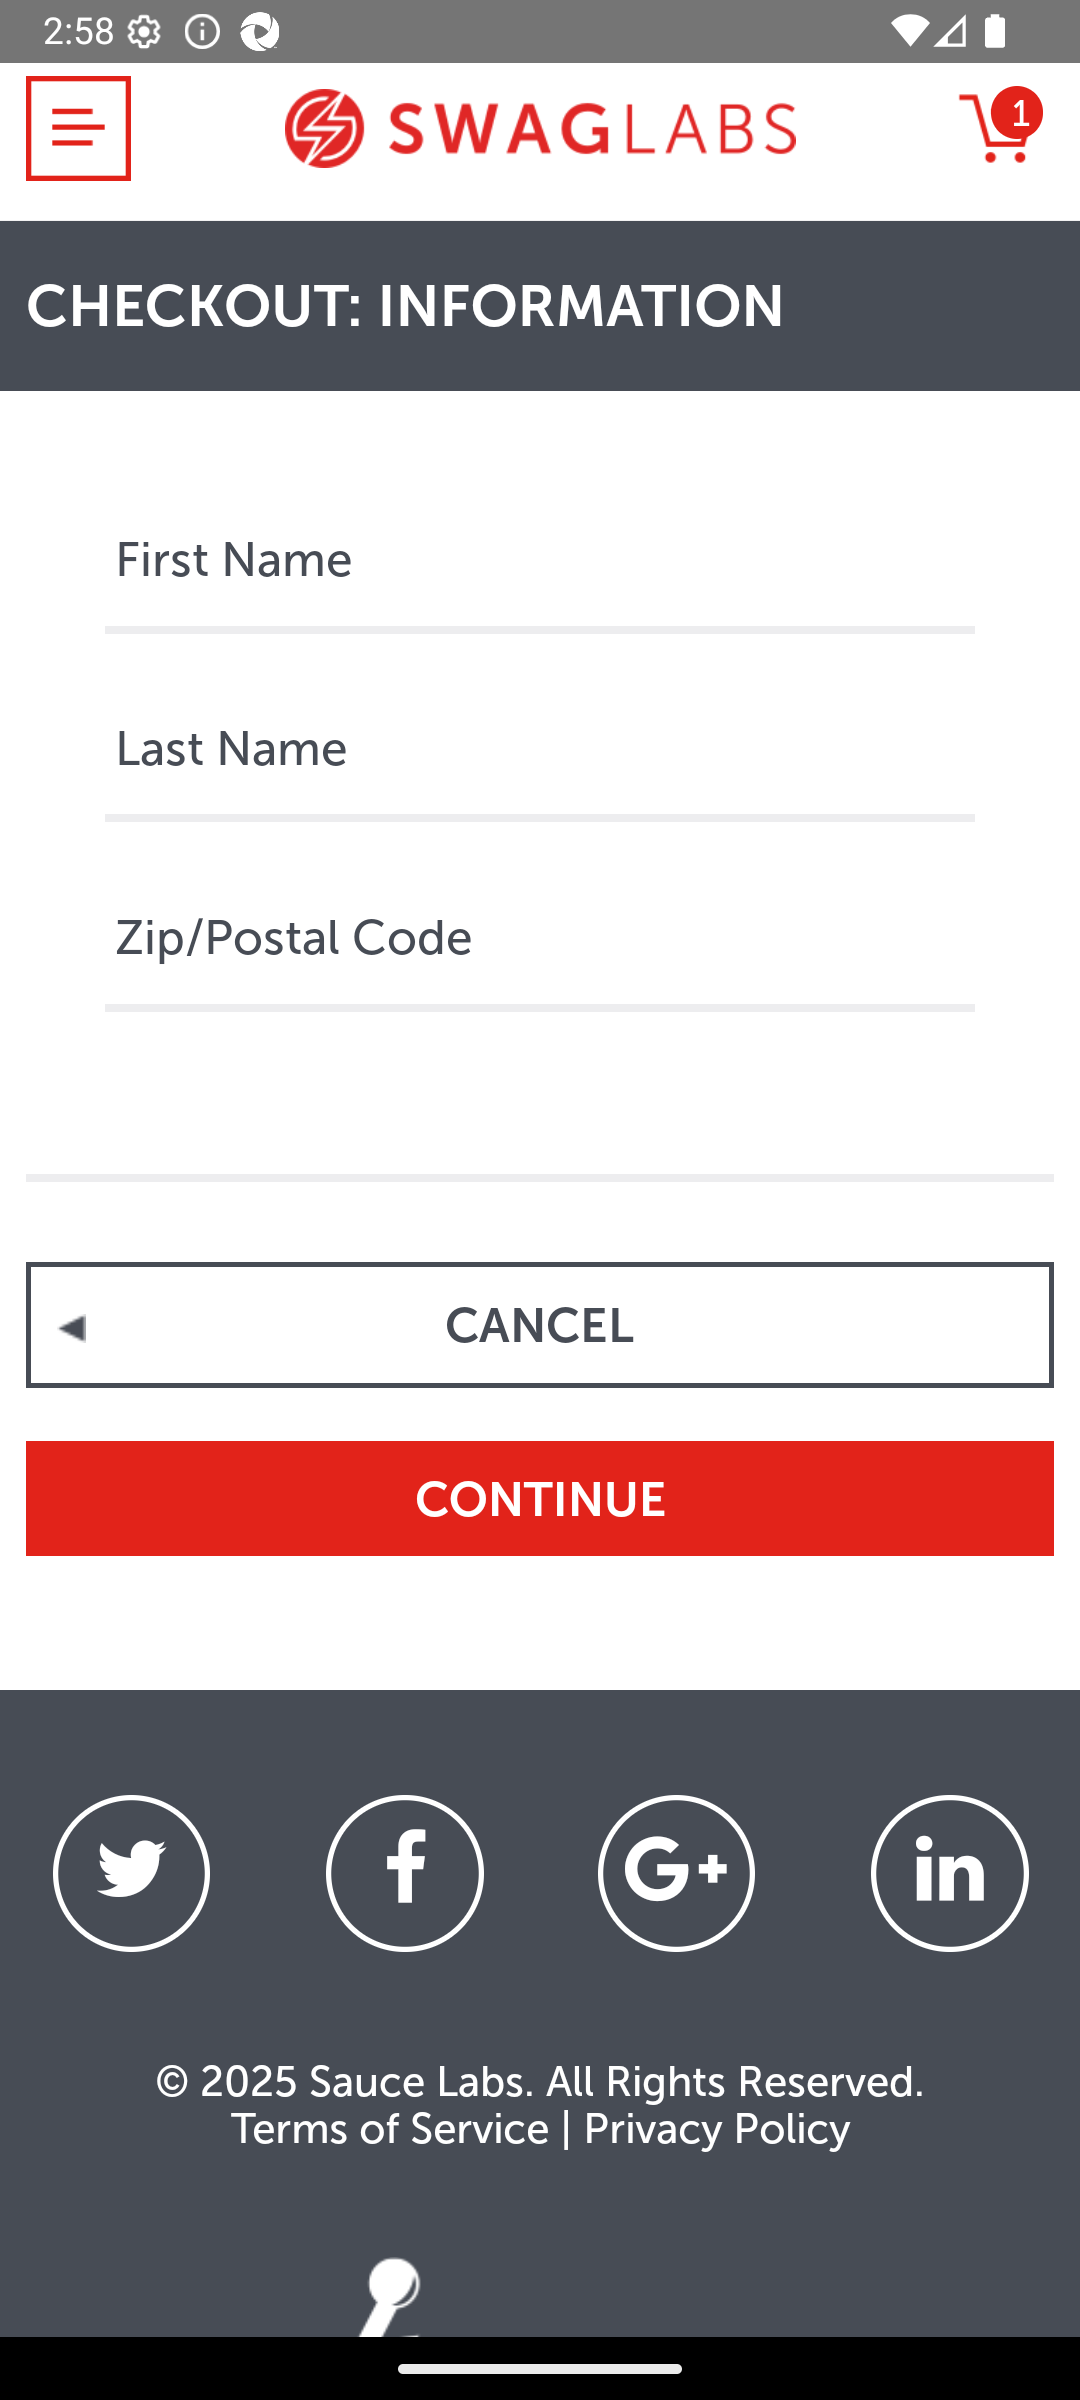 2:58
SWAGLABS
1
CHECKOUT: INFORMATION
First Name
Last Name
Zip/Postal Code
CANCEL
CONTINUE
f
G+
in
© 2025 Sauce Labs. All Rights Reserved.
Terms of Service | Privacy Policy